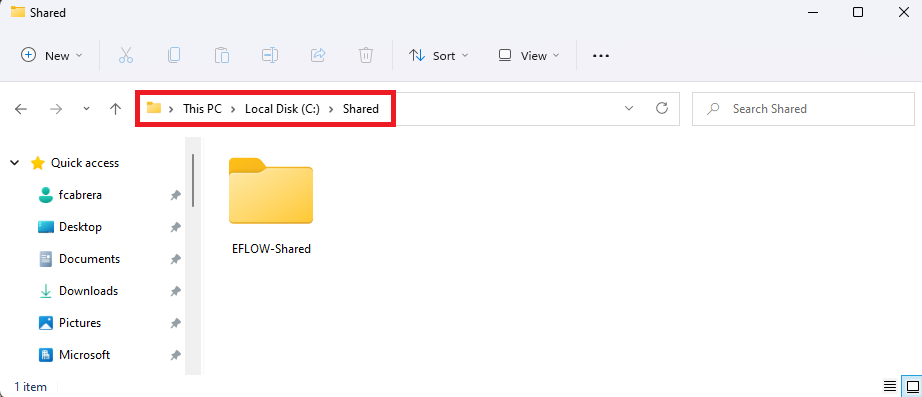 Shared
New Sort View
This PC Local Disk (C:) Shared Search Shared
Quick access
fcabrera
Desktop
Documents
Downloads
Pictures
Microsoft
EFLOW-Shared
1 item